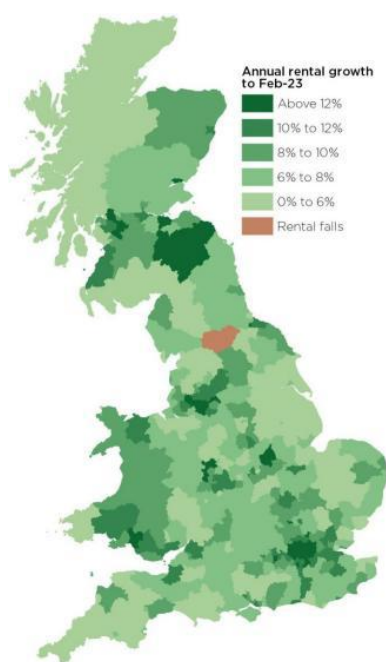 Annual rental growth
to Feb-23
Above 12%
10% to 12%
8% to 10%
6% to 8%
0% to 6%
Rental falls